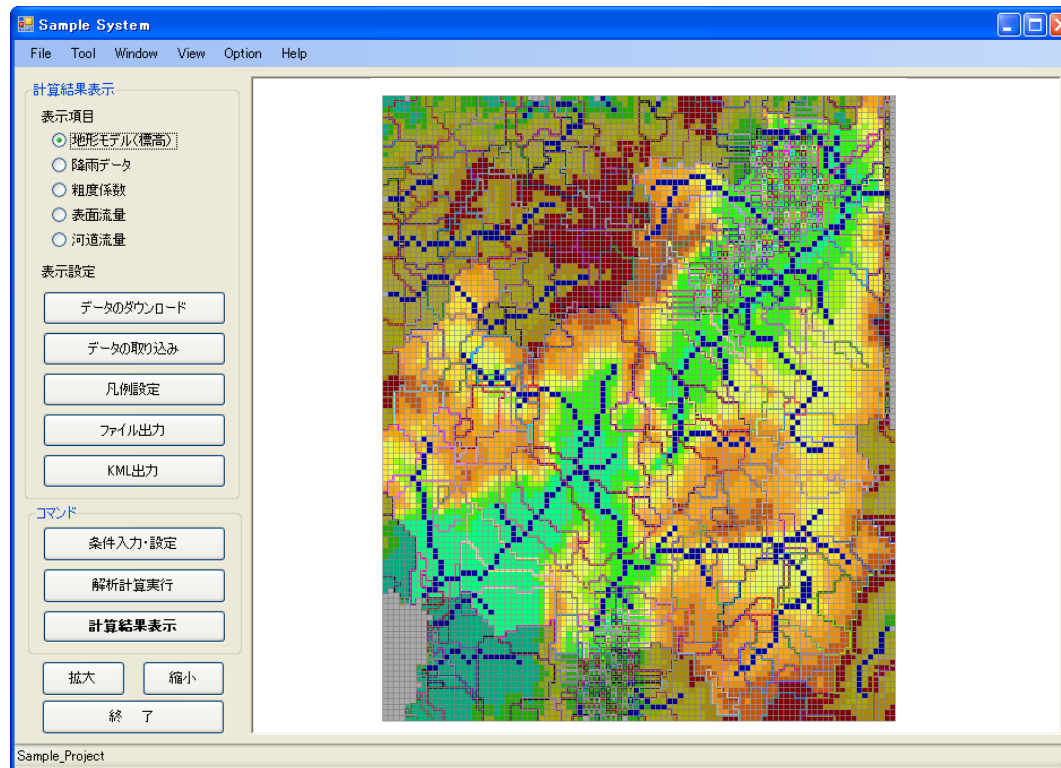 Sample System
File Tool Window View Option Help
計算結果表示
表示項目
地形モデル(標高)
降雨データ
粗度係数
表面流量
河道流量
表示設定
データのダウンロード
データの取り込み
凡例設定
ファイル出力
KML出力
コマンド
条件入力・設定
解析計算実行
計算結果表示
拡大 縮小
終 了
Sample_Project